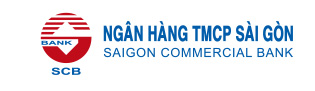 BANK
SCB
NGÂN HÀNG TMCP SÀI GÒN
SAIGON COMMERCIAL BANK